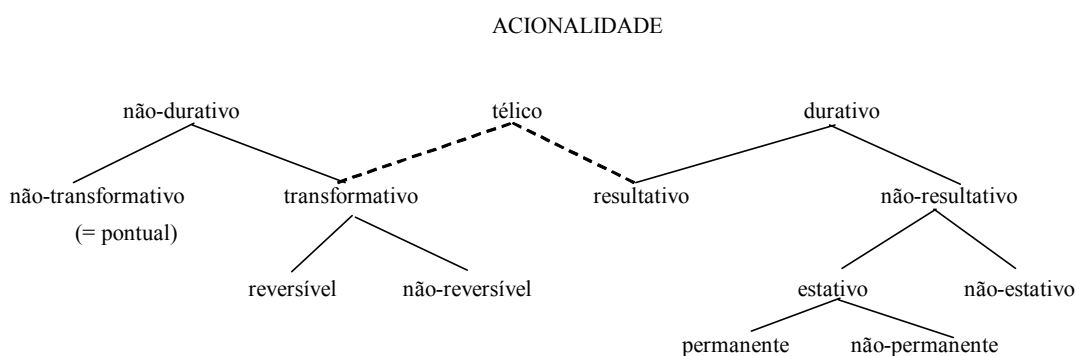 ACIONALIDADE
não-durativo télico durativo
não-transformativo transformativo resultativo não-resultativo
(= pontual)
reversível não-reversível estativo não-estativo
permanente não-permanente